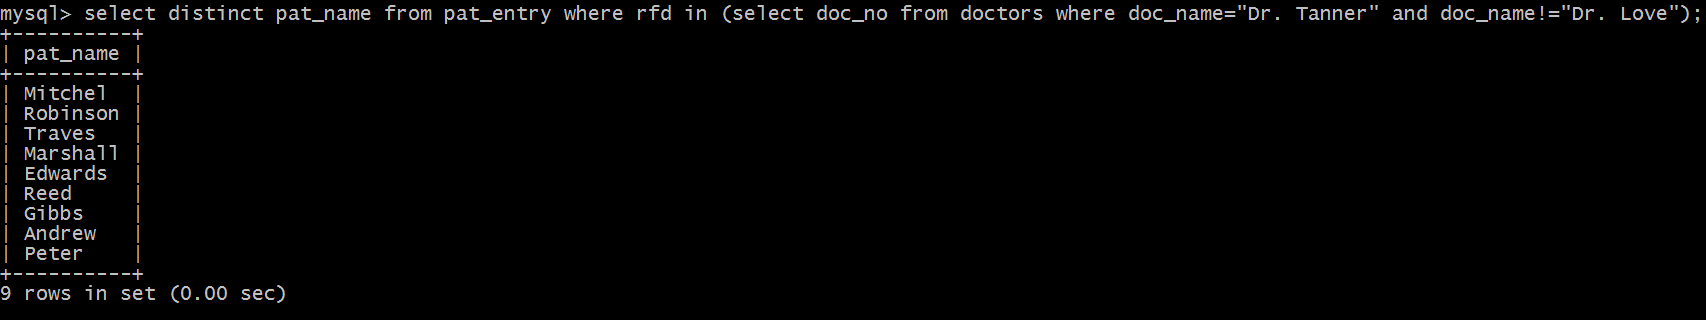 mysql> select distinct pat_name from pat_entry where rfd in (select doc_no from doctors where doc_name="Dr. Tanner" and doc_name!="Dr. Love");
+----------+
| pat_name |
+----------+
| Mitchel  |
| Robinson |
| Traves   |
| Marshall |
| Edwards  |
| Reed     |
| Gibbs    |
| Andrew   |
| Peter    |
+----------+
9 rows in set (0.00 sec)